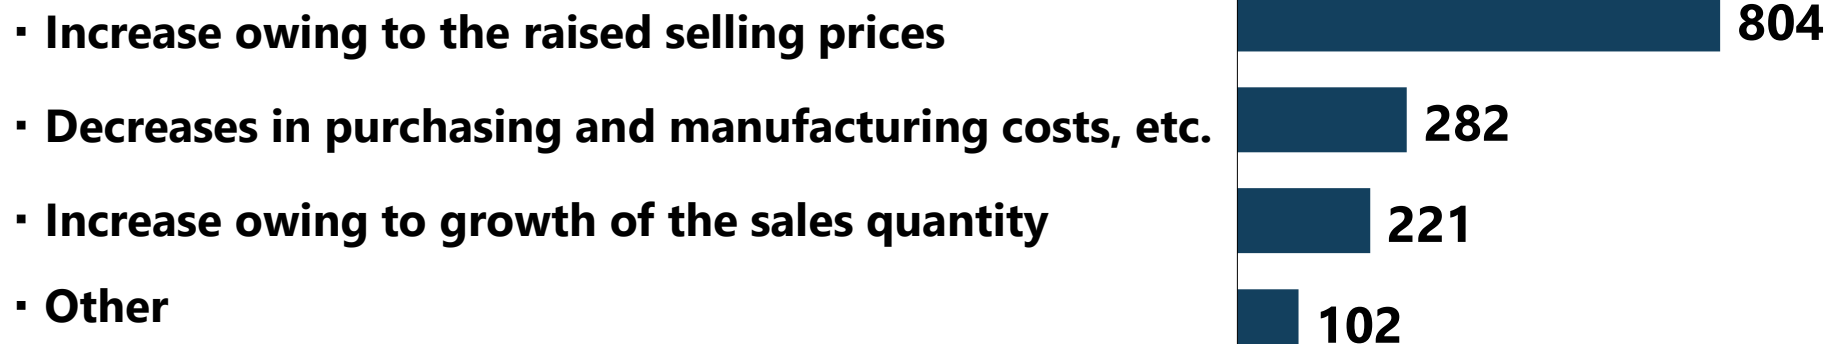 · Increase owing to the raised selling prices 804
· Decreases in purchasing and manufacturing costs, etc. 282
· Increase owing to growth of the sales quantity 221
· Other 102